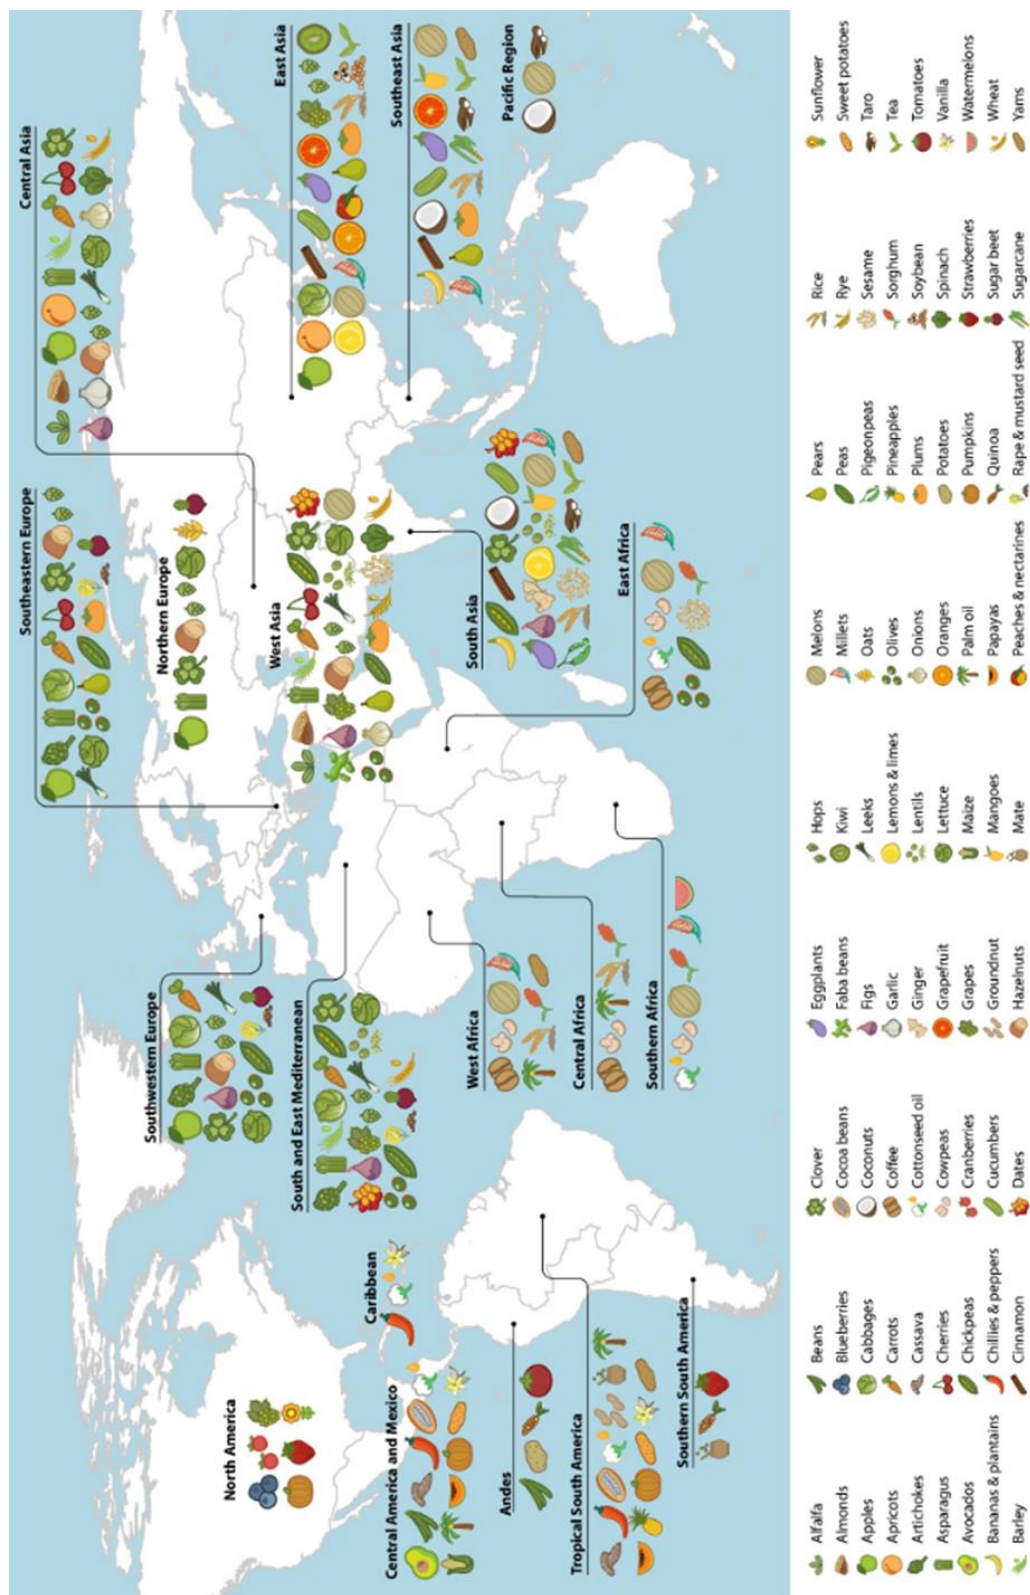 North America
Central America and Mexico
Caribbean
Andes
Tropical South America
Southern South America
Southwestern Europe
South and East Mediterranean
West Africa
Central Africa
Southern Africa
Southeastern Europe
Northern Europe
West Asia
South Asia
East Africa
Central Asia
East Asia
Southeast Asia
Pacific Region
Alfalfa
Almonds
Apples
Apricots
Artichokes
Asparagus
Avocados
Bananas & plantains
Barley
Beans
Blueberries
Cabbages
Carrots
Cassava
Cherries
Chickpeas
Chillies & peppers
Cinnamon
Clover
Cocoa beans
Coconuts
Coffee
Cottonseed oil
Cowpeas
Cranberries
Cucumbers
Dates
Eggplants
Faba beans
Figs
Garlic
Ginger
Grapefruit
Grapes
Groundnut
Hazelnuts
Hops
Kiwi
Leeks
Lemons & limes
Lentils
Lettuce
Maize
Mangoes
Mate
Melons
Millets
Oats
Olives
Onions
Oranges
Palm oil
Papayas
Peaches & nectarines
Pears
Peas
Pigeonpeas
Pineapples
Plums
Potatoes
Pumpkins
Quinoa
Rape & mustard seed
Rice
Rye
Sesame
Sorghum
Soybean
Spinach
Strawberries
Sugar beet
Sugarcane
Sunflower
Sweet potatoes
Taro
Tea
Tomatoes
Vanilla
Watermelons
Wheat
Yams